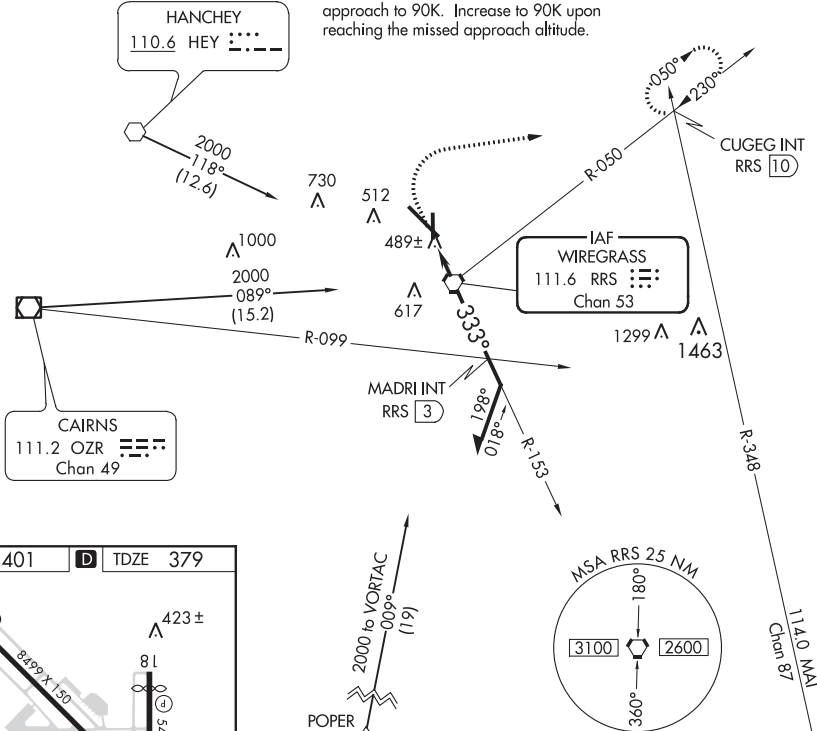 approach to 90K. Increase to 90K upon
reaching the missed approach altitude.
HANCHEY
110.6 HEY
2000
118°
(12.6)
050°
230°
CUGEG INT
RRS 10
R-050
730
512
489±
1000
2000
089°
(15.2)
617
IAF
WIREGRASS
111.6 RRS
Chan 53
1299
1463
333°
R-099
MADRI INT
RRS 3
198°
018°
R-153
R-348
CAIRNS
111.2 OZR
Chan 49
2000 to VORTAC
009°
(19)
POPER
MSA RRS 25 NM
180°
3100
2600
360°
114.0 MAI
Chan 87
401
D
TDZE 379
423±
18
8499 X 150
P